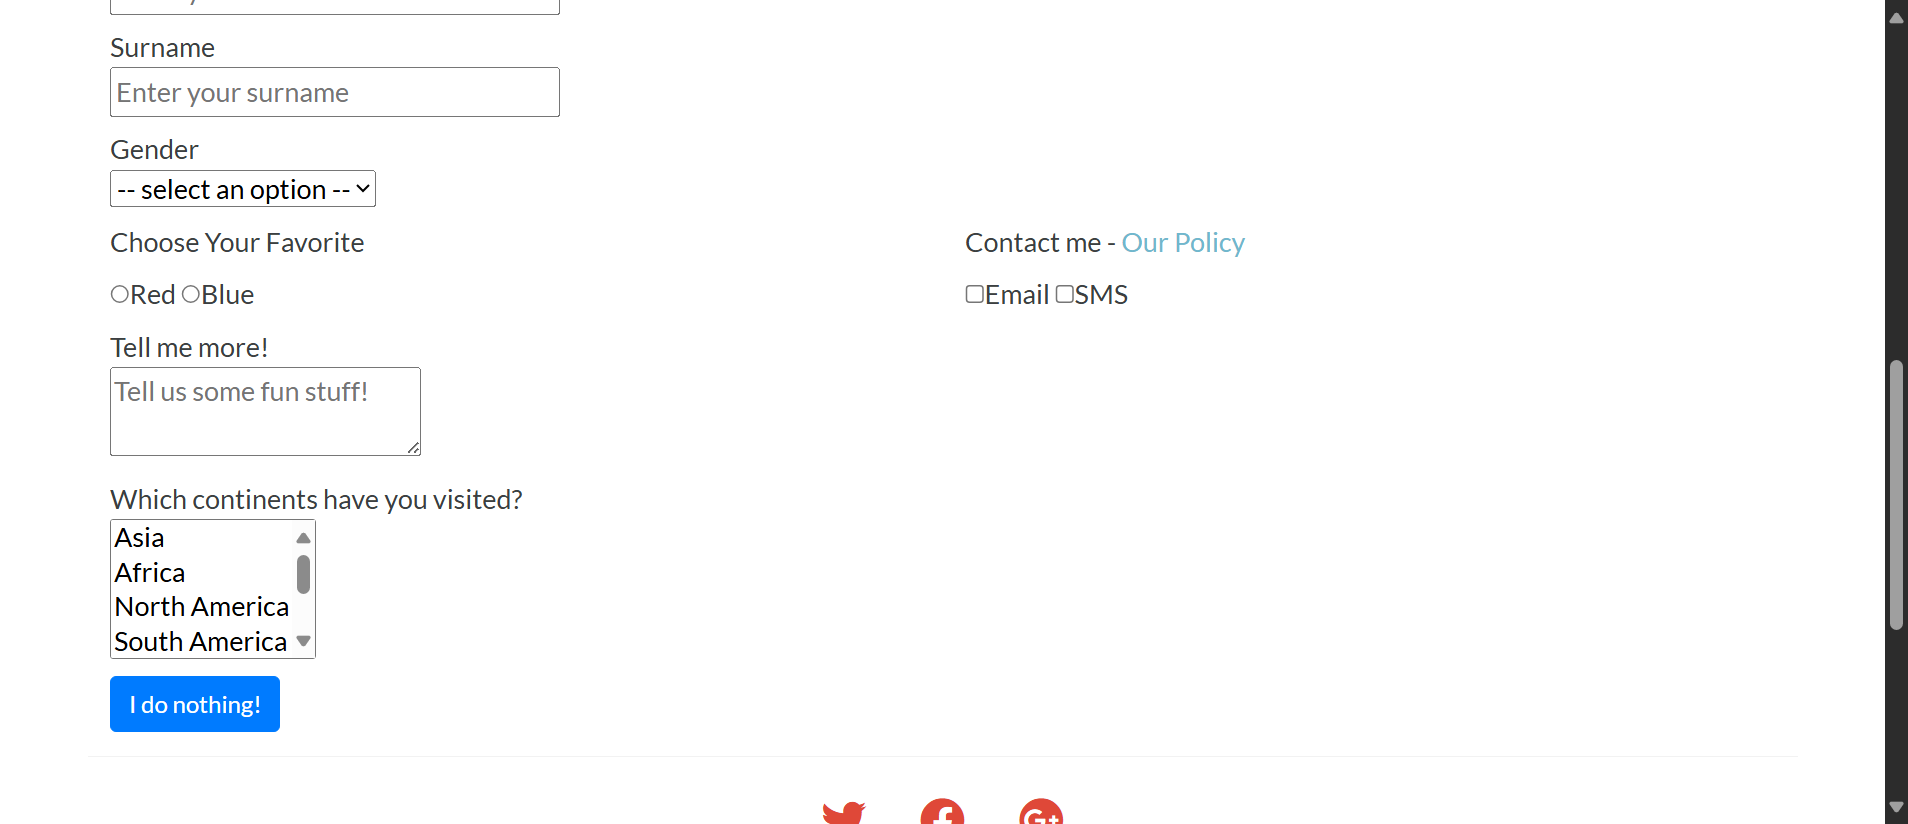 Surname
Enter your surname
Gender
-- select an option --
Choose Your Favorite
Contact me - Our Policy
Red Blue
Email SMS
Tell me more!
Tell us some fun stuff!
Which continents have you visited?
Asia
Africa
North America
South America
I do nothing!